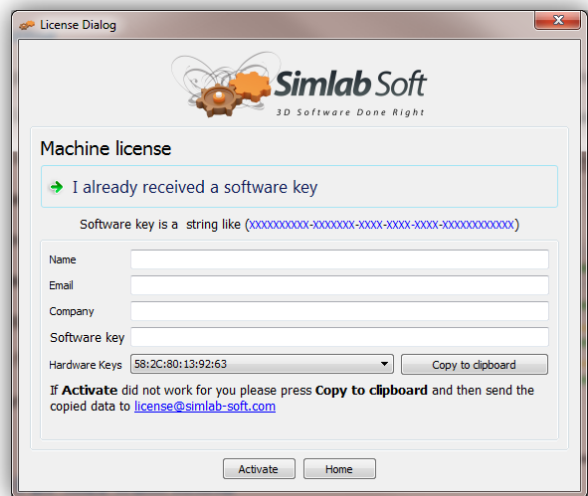 License Dialog
Simlab Soft
3D Software Done Right
Machine license
I already received a software key
Software key is a string like (XXXXXXXXXX-XXXXXXX-XXXX-XXXX-XXXX-XXXXXXXXXXXX)
Name
Email
Company
Software key
Hardware Keys 58:2C:80:13:92:63 Copy to clipboard
If Activate did not work for you please press Copy to clipboard and then send the
copied data to license@simlab-soft.com
Activate Home